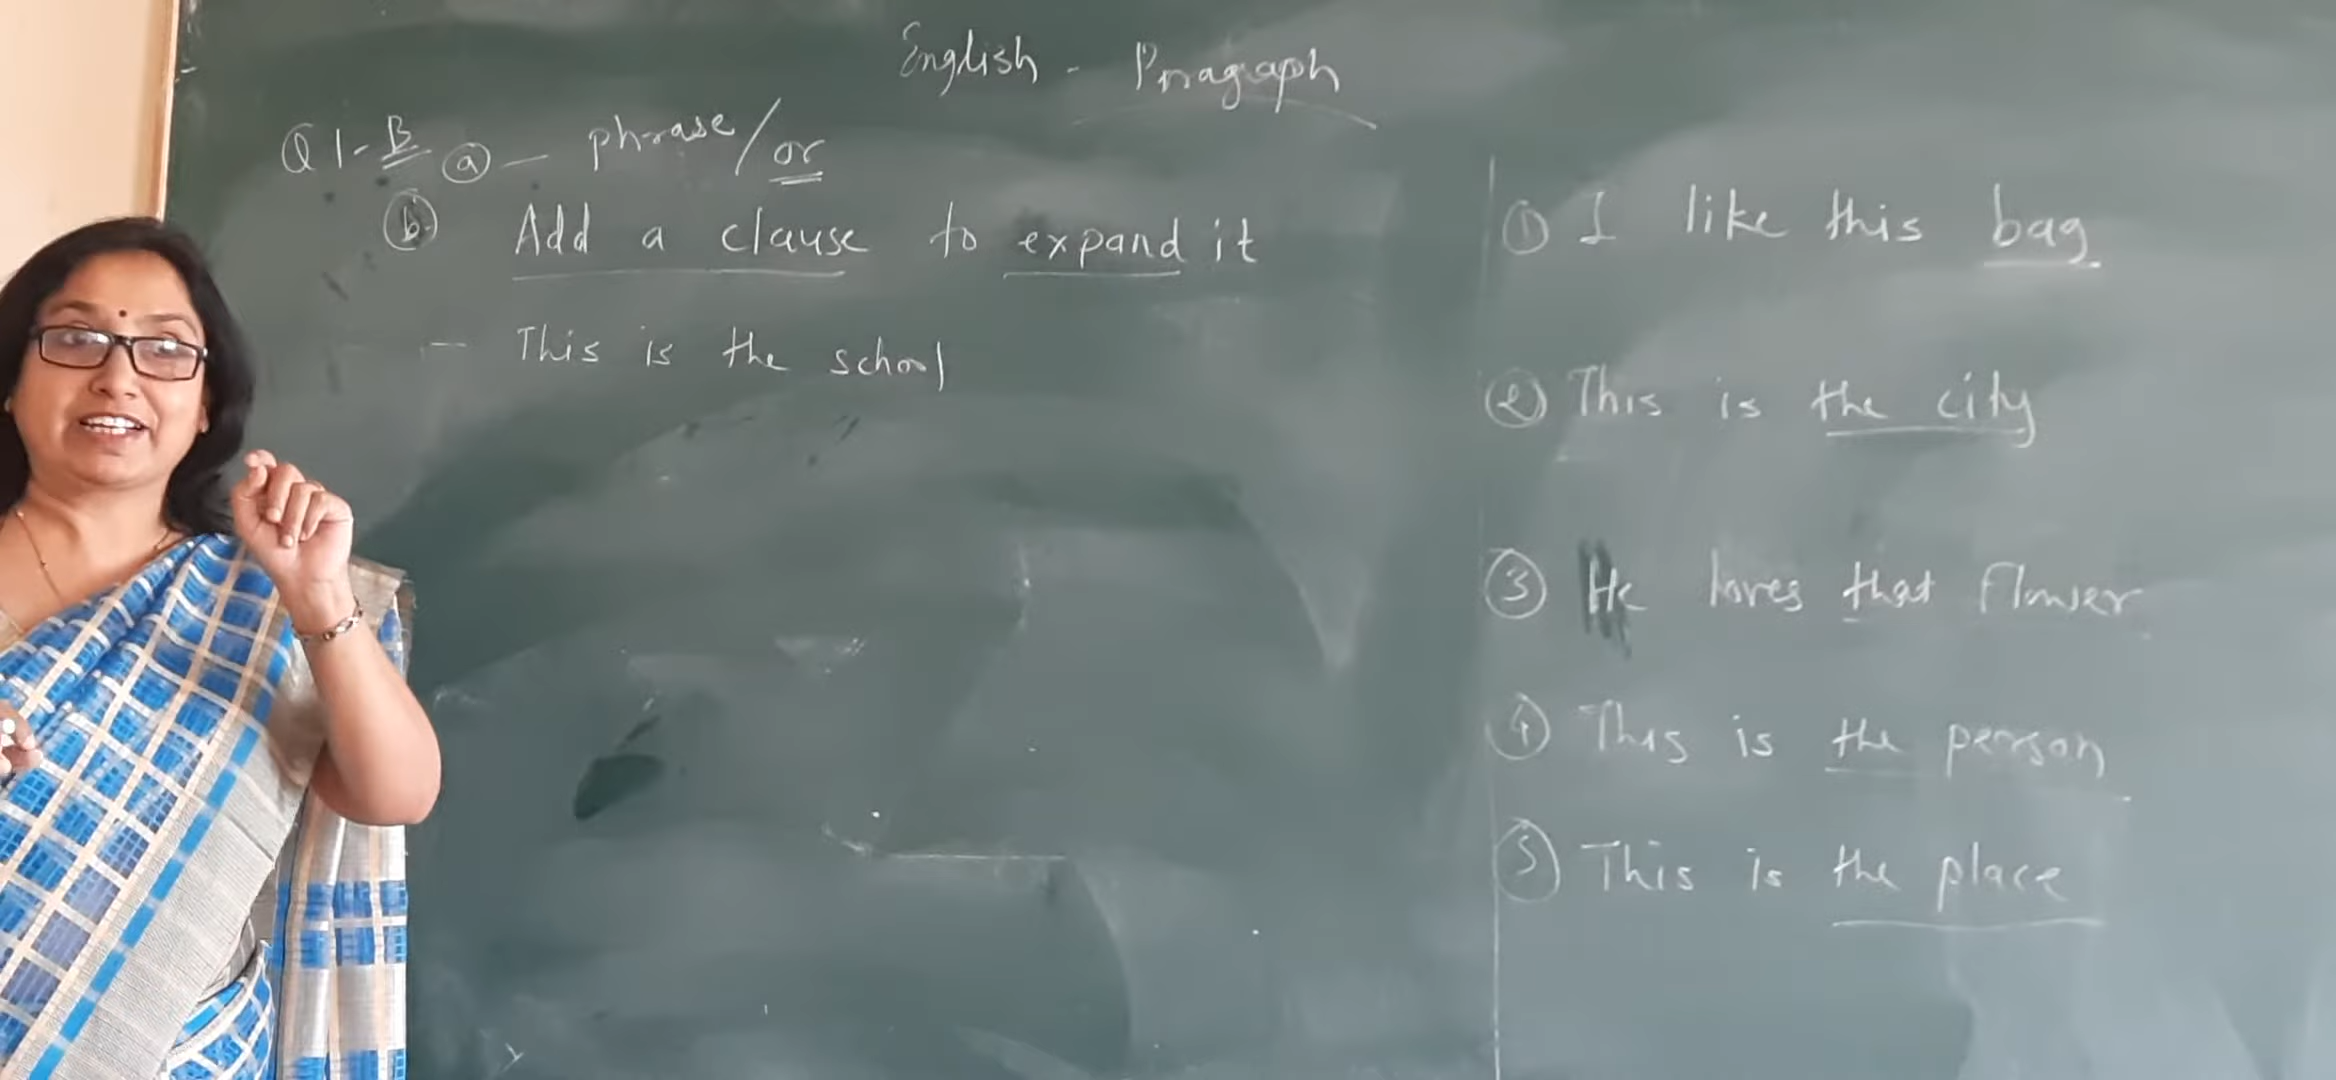 English - Paragraph
Q1-B (a) — phrase / or
(b) Add a clause to expand it
- This is the school
① I like this bag
② This is the city
③ He loves that flower
④ This is the person
⑤ This is the place